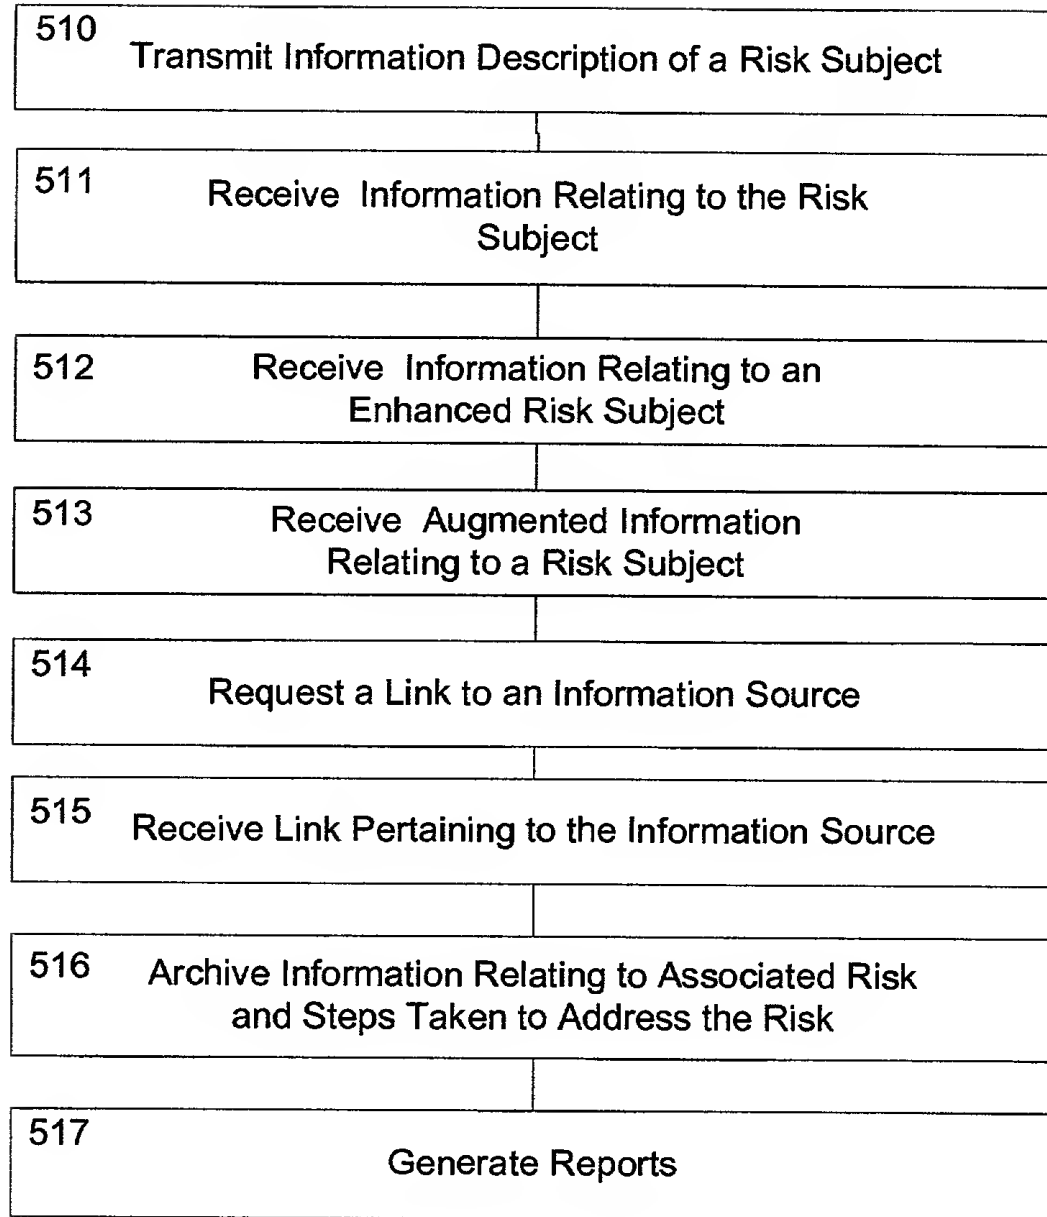 510
Transmit Information Description of a Risk Subject
511
Receive Information Relating to the Risk
Subject
512
Receive Information Relating to an
Enhanced Risk Subject
513
Receive Augmented Information
Relating to a Risk Subject
514
Request a Link to an Information Source
515
Receive Link Pertaining to the Information Source
516
Archive Information Relating to Associated Risk
and Steps Taken to Address the Risk
517
Generate Reports